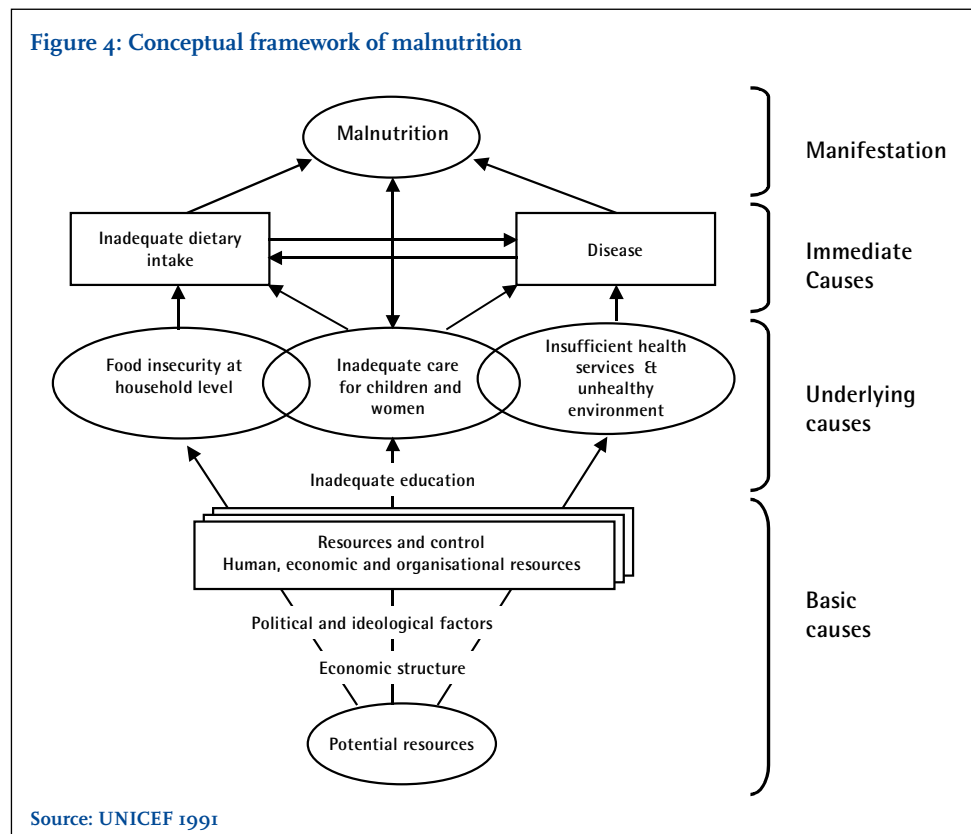 Figure 4: Conceptual framework of malnutrition
Malnutrition
Manifestation
Inadequate dietary
intake
Disease
Immediate
Causes
Food insecurity at
household level
Inadequate care
for children and
women
Insufficient health
services & 
unhealthy
environment
Underlying
causes
Inadequate education
Resources and control
Human, economic and organisational resources
Political and ideological factors
Economic structure
Basic
causes
Potential resources
Source: UNICEF 1991